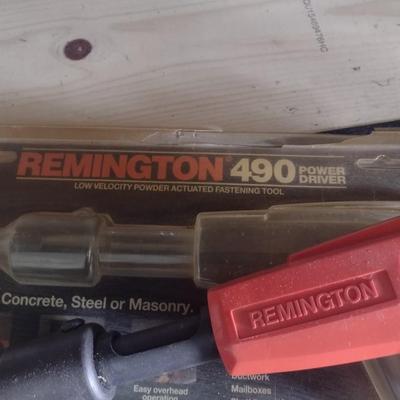 REMINGTON® 490 POWER DRIVER
LOW VELOCITY POWDER ACTUATED FASTENING TOOL
Concrete, Steel or Masonry.
REMINGTON
Easy overhead
operating
Ductwork
Mailboxes